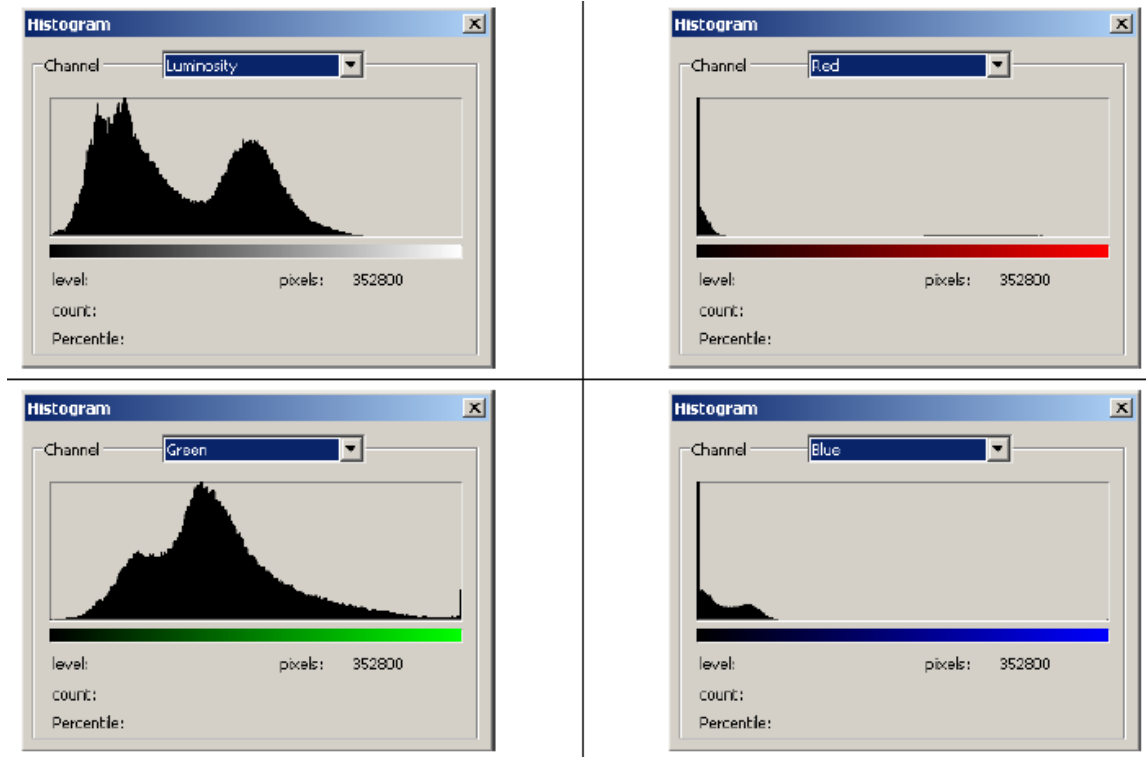 Histogram
Channel
Luminosity
level:
pixels: 352800
count:
Percentile:
Histogram
Channel
Red
level:
pixels: 352800
count:
Percentile:
Histogram
Channel
Green
level:
pixels: 352800
count:
Percentile:
Histogram
Channel
Blue
level:
pixels: 352800
count:
Percentile: